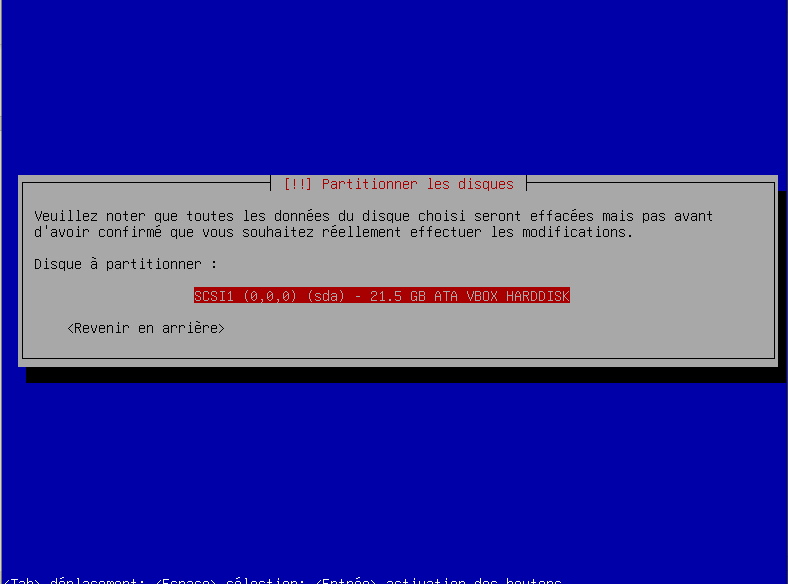 [!!] Partitionner les disques
Veuillez noter que toutes les données du disque choisi seront effacées mais pas avant
d'avoir confirmé que vous souhaitez réellement effectuer les modifications.
Disque à partitionner :
SCSI1 (0,0,0) (sda) - 21.5 GB ATA VBOX HARDDISK
<Revenir en arrière>
<Tab> déplacement; <Espace> sélection; <Entrée> activation des boutons